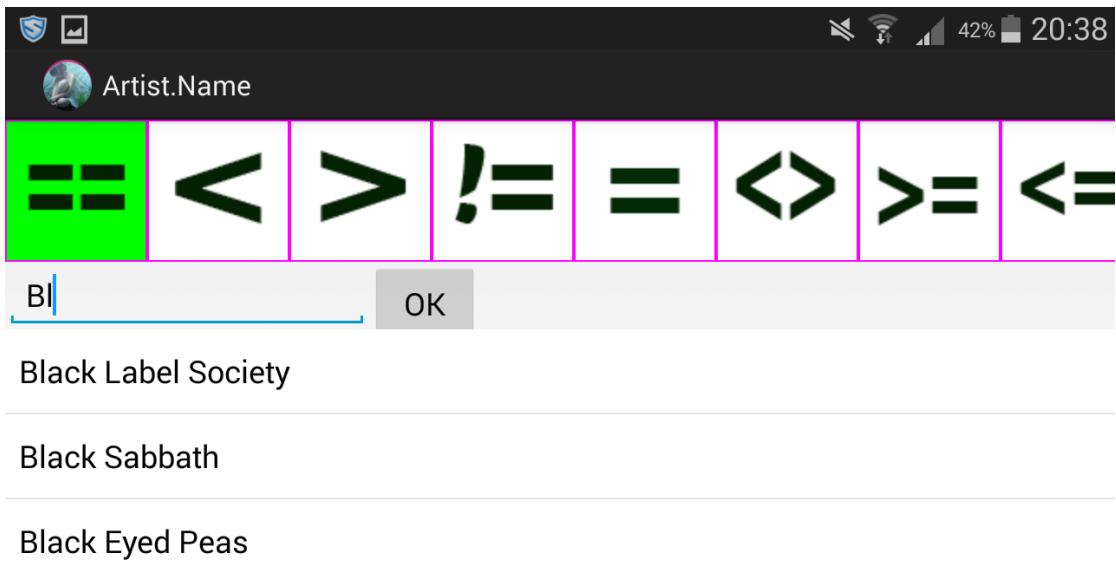 42% 20:38
Artist.Name
== < > != = <> >= <=
Bl OK
Black Label Society
Black Sabbath
Black Eyed Peas